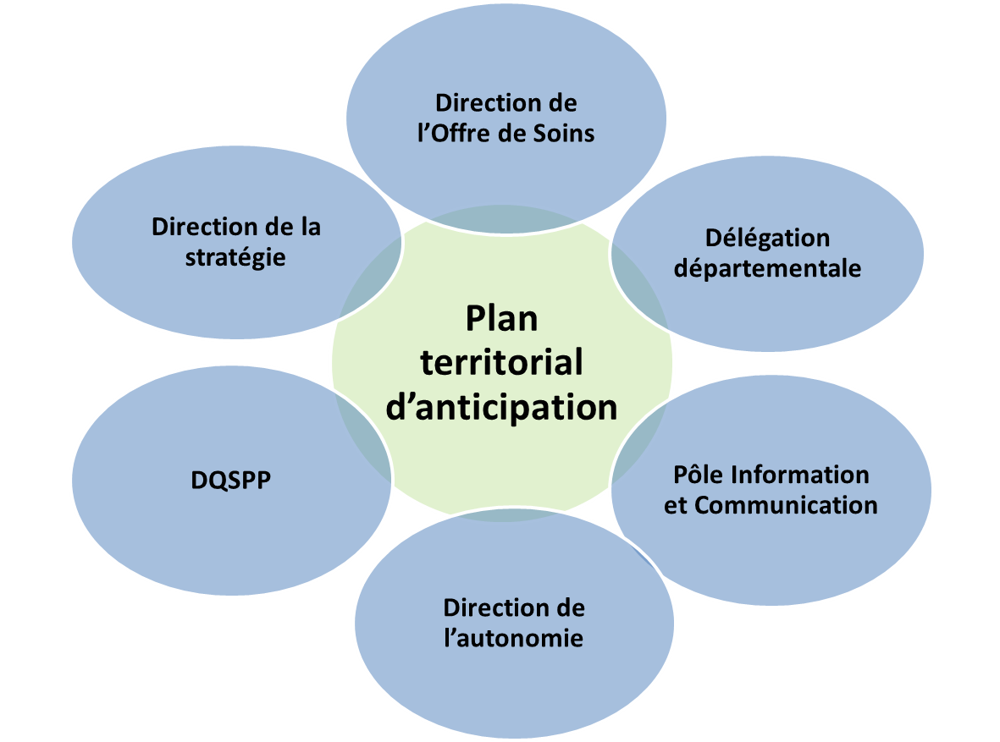 Direction de
l’Offre de Soins
Direction de la
stratégie
Délégation
départementale
Plan
territorial
d’anticipation
DQSPP
Pôle Information
et Communication
Direction de
l’autonomie